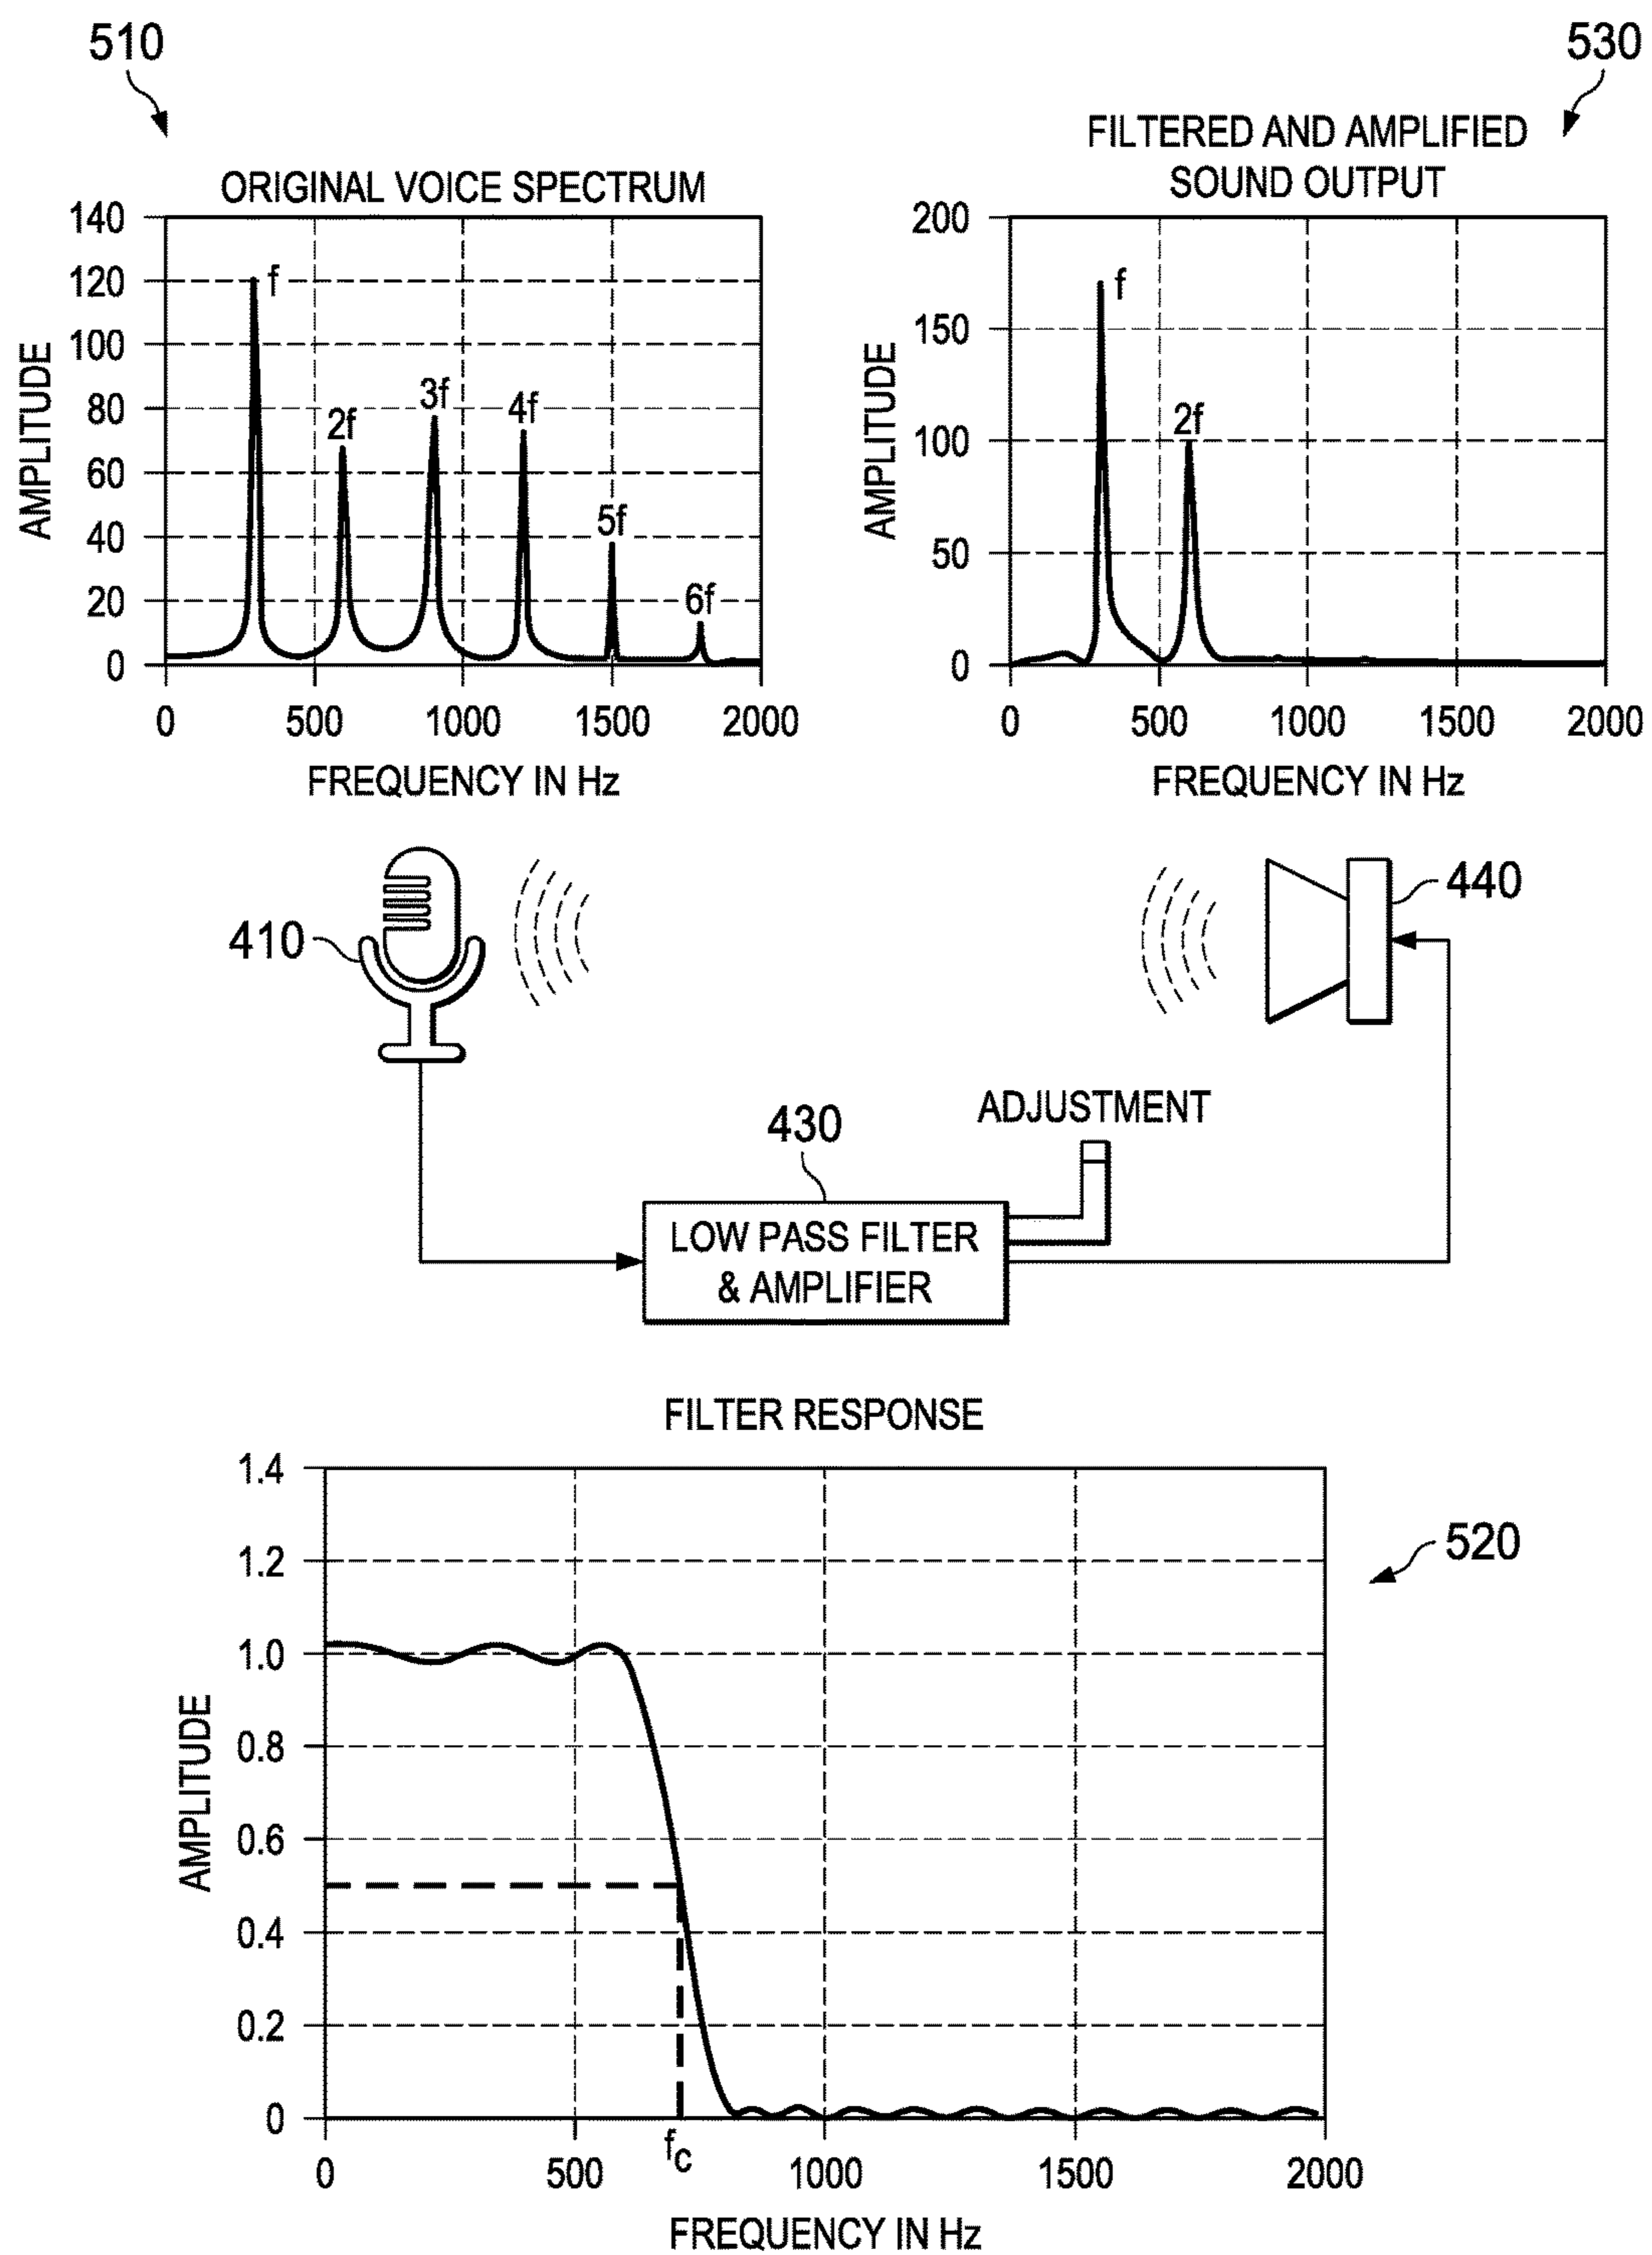 510
530
ORIGINAL VOICE SPECTRUM
140
120
100
80
60
40
20
0
AMPLITUDE
f
2f
3f
4f
5f
6f
0 500 1000 1500 2000
FREQUENCY IN Hz
FILTERED AND AMPLIFIED
SOUND OUTPUT
200
150
100
50
0
AMPLITUDE
f
2f
0 500 1000 1500 2000
FREQUENCY IN Hz
410
440
430
ADJUSTMENT
LOW PASS FILTER
& AMPLIFIER
FILTER RESPONSE
520
1.4
1.2
1.0
0.8
0.6
0.4
0.2
0
AMPLITUDE
fc
0 500 1000 1500 2000
FREQUENCY IN Hz